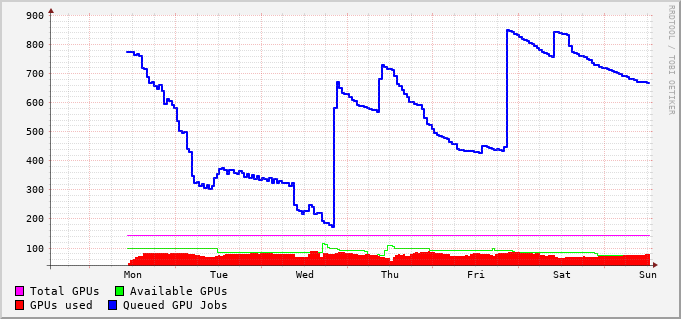 900
800
700
600
500
400
300
200
100
Mon Tue Wed Thu Fri Sat Sun
Total GPUs Available GPUs
GPUs used Queued GPU Jobs
RRDTOOL / TOBI OETIKER